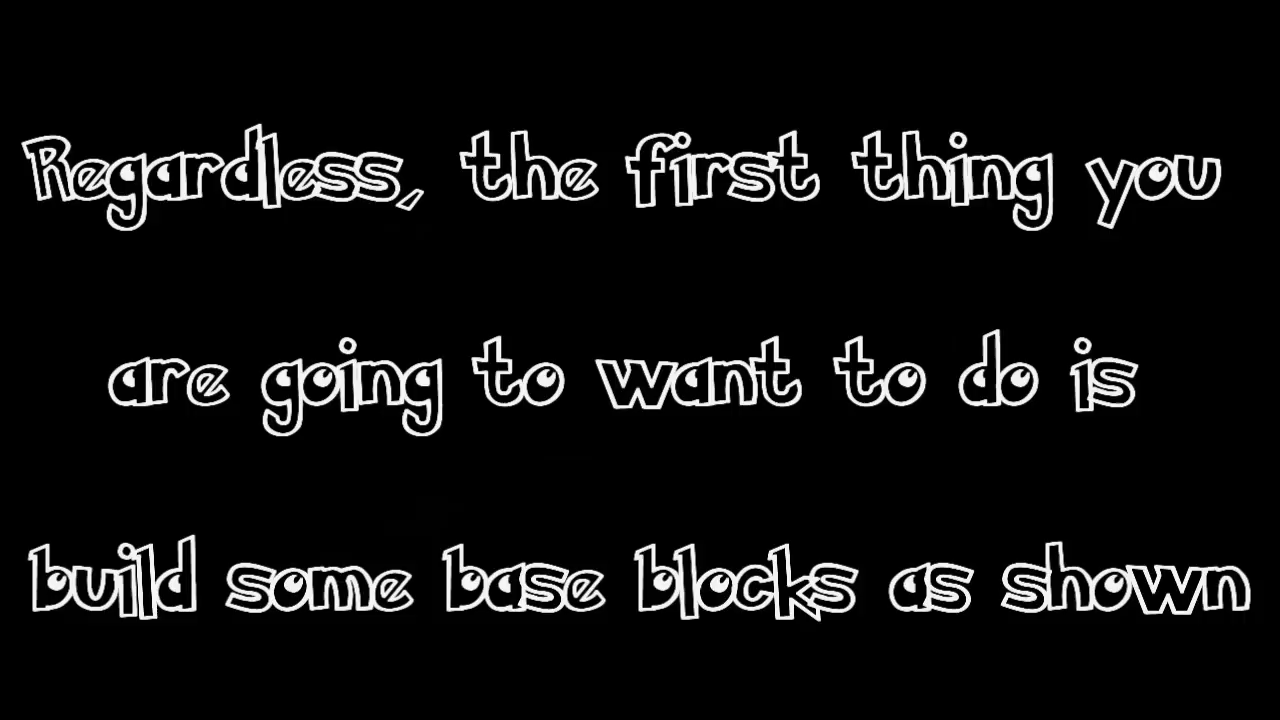 Regardless, the first thing you
are going to want to do is
build some base blocks as shown